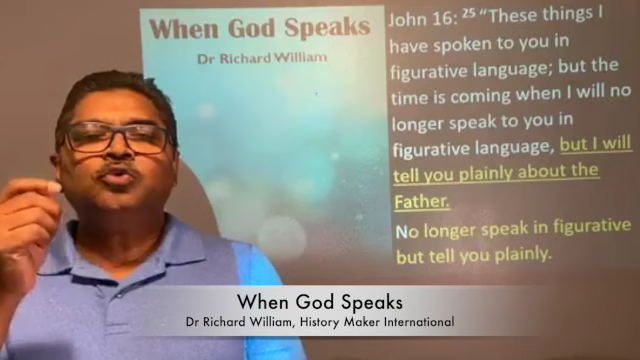 When God Speaks
Dr Richard William
John 16: 25 “These things I
have spoken to you in
figurative language; but the
time is coming when I will no
longer speak to you in
figurative language, but I will
tell you plainly about the
Father.
No longer speak in figurative
but tell you plainly.
When God Speaks
Dr Richard William, History Maker International